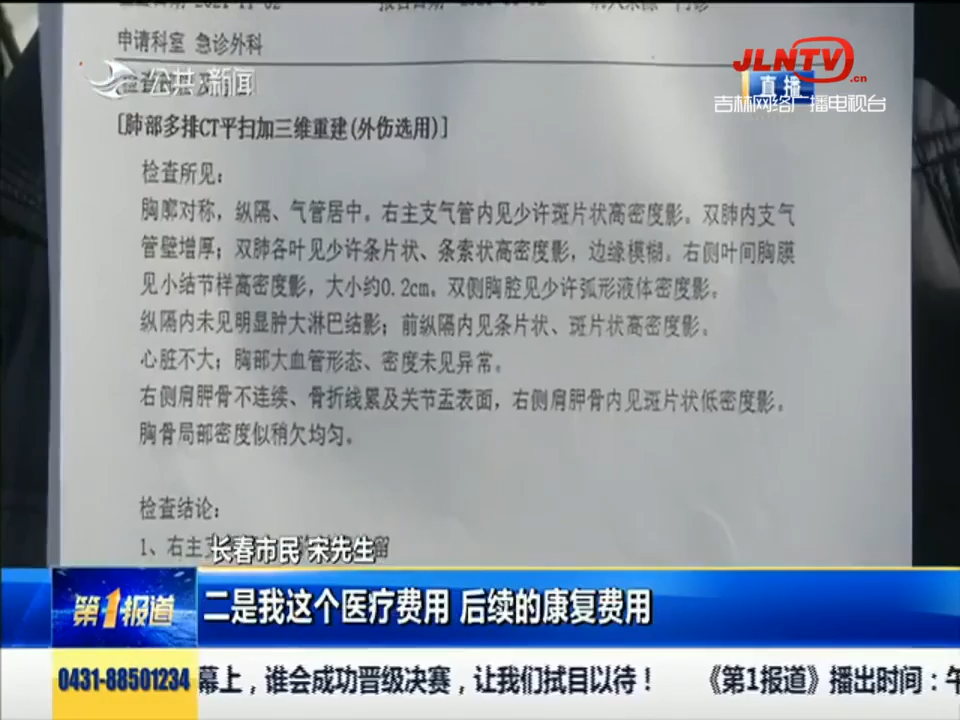 申请科室 急诊外科
公共·新闻
JLNTV.cn
直播
吉林网络广播电视台
[肺部多排CT平扫加三维重建(外伤选用)]
检查所见：
胸廓对称，纵隔、气管居中。右主支气管内见少许斑片状高密度影。双肺内支气
管壁增厚；双肺各叶见少许条片状、条索状高密度影，边缘模糊。右侧叶间胸膜
见小结节样高密度影，大小约0.2cm。双侧胸腔见少许弧形液体密度影。
纵隔内未见明显肿大淋巴结影；前纵隔内见条片状、斑片状高密度影。
心脏不大；胸部大血管形态、密度未见异常。
右侧肩胛骨不连续、骨折线累及关节盂表面，右侧肩胛骨内见斑片状低密度影。
胸骨局部密度似稍欠均匀。
检查结论：
1、右主
长春市民 宋先生
第1报道
二是我这个医疗费用 后续的康复费用
0431-88501234
幕上，谁会成功晋级决赛，让我们拭目以待！ 《第1报道》播出时间：午